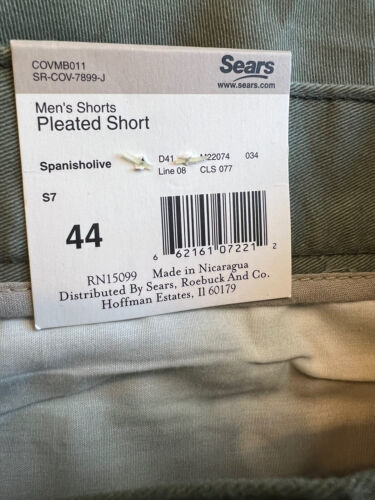 COVMB011
SR-COV-7899-J
Sears
www.sears.com
Men's Shorts
Pleated Short
Spanisholive D41 M22074 034
Line 08 CLS 077
S7
44
6 62161 07221 2
RN15099 Made in Nicaragua
Distributed By Sears, Roebuck And Co.
Hoffman Estates, Il 60179